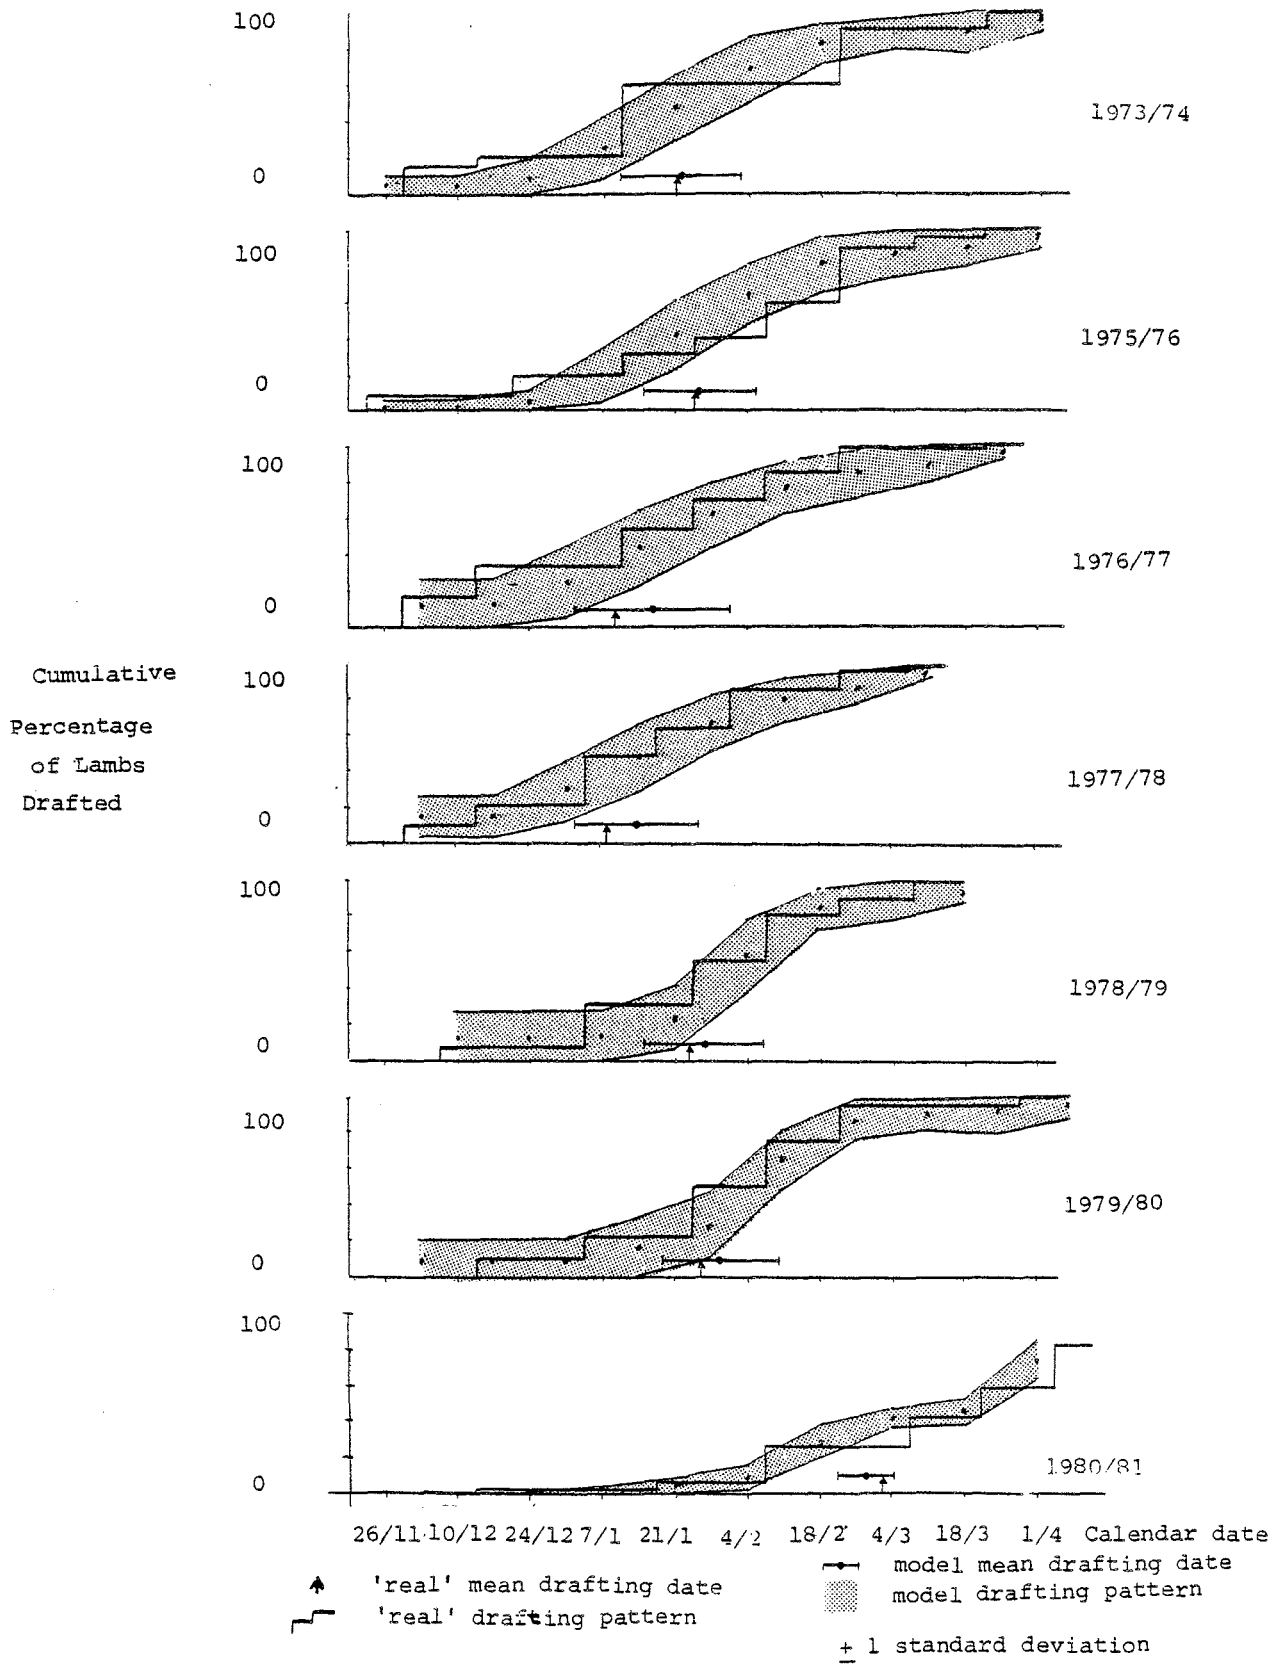 100
0
1973/74
100
0
1975/76
100
0
1976/77
Cumulative
Percentage
of Lambs
Drafted
100
0
1977/78
100
0
1978/79
100
0
1979/80
100
0
1980/81
26/11 10/12 24/12 7/1 21/1 4/2 18/2 4/3 18/3 1/4 Calendar date
'real' mean drafting date
'real' drafting pattern
model mean drafting date
model drafting pattern
± 1 standard deviation